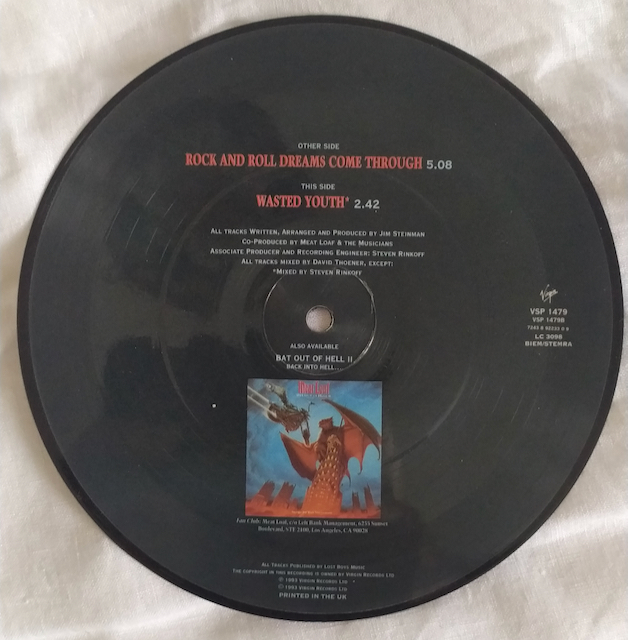 OTHER SIDE
ROCK AND ROLL DREAMS COME THROUGH 5.08
THIS SIDE
WASTED YOUTH* 2.42
ALL TRACKS WRITTEN, ARRANGED AND PRODUCED BY JIM STEINMAN
CO-PRODUCED BY MEAT LOAF & THE MUSICIANS
ASSOCIATE PRODUCER AND RECORDING ENGINEER: STEVEN RINKOFF
ALL TRACKS MIXED BY DAVID THOENER, EXCEPT:
*MIXED BY STEVEN RINKOFF
Virgin
VSP 1479
VSP 1479B
LC 3098
BIEM/STEMRA
ALSO AVAILABLE
BAT OUT OF HELL II
BACK INTO HELL...
Meat Loaf
Fan Club: Meat Loaf, c/o Left Bank Management, 6255 Sunset
Boulevard, STE 2100, Los Angeles, CA 90028
ALL TRACKS PUBLISHED BY LOST BOYS MUSIC
THE COPYRIGHT IN THIS RECORDING IS OWNED BY VIRGIN RECORDS LTD
℗ 1993 VIRGIN RECORDS LTD
© 1993 VIRGIN RECORDS LTD
PRINTED IN THE UK